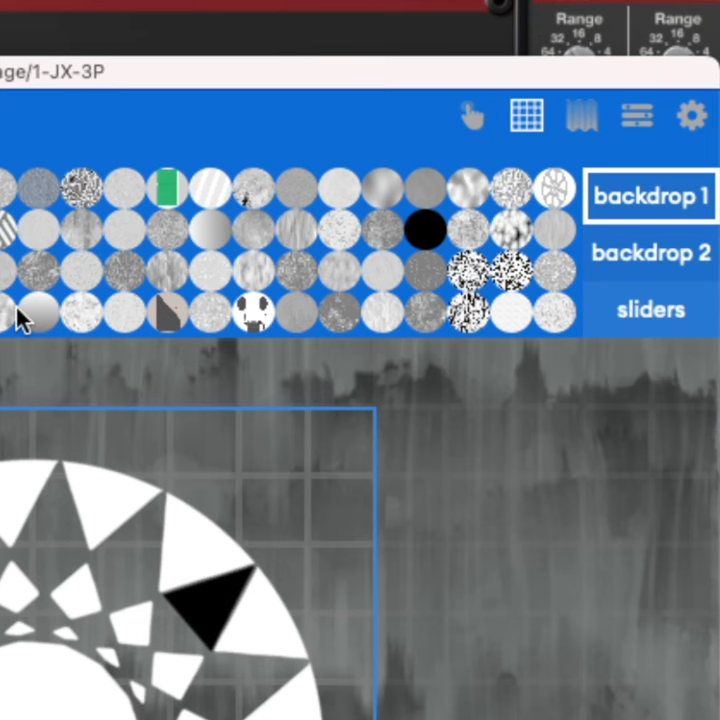 Range Range
32 16 8 32 16 8
64 4 64 4
age/1-JX-3P
backdrop 1
backdrop 2
sliders